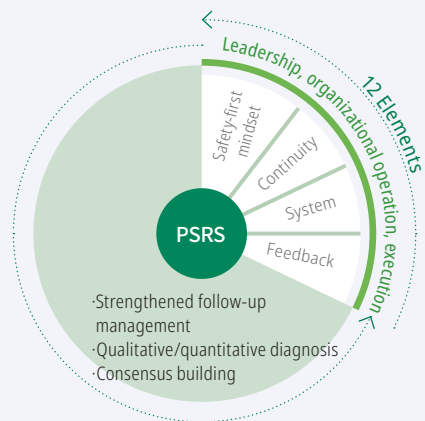 12 Elements
Leadership, organizational operation, execution
Safety-first
mindset
Continuity
System
Feedback
PSRS
·Strengthened follow-up
management
·Qualitative/quantitative diagnosis
·Consensus building